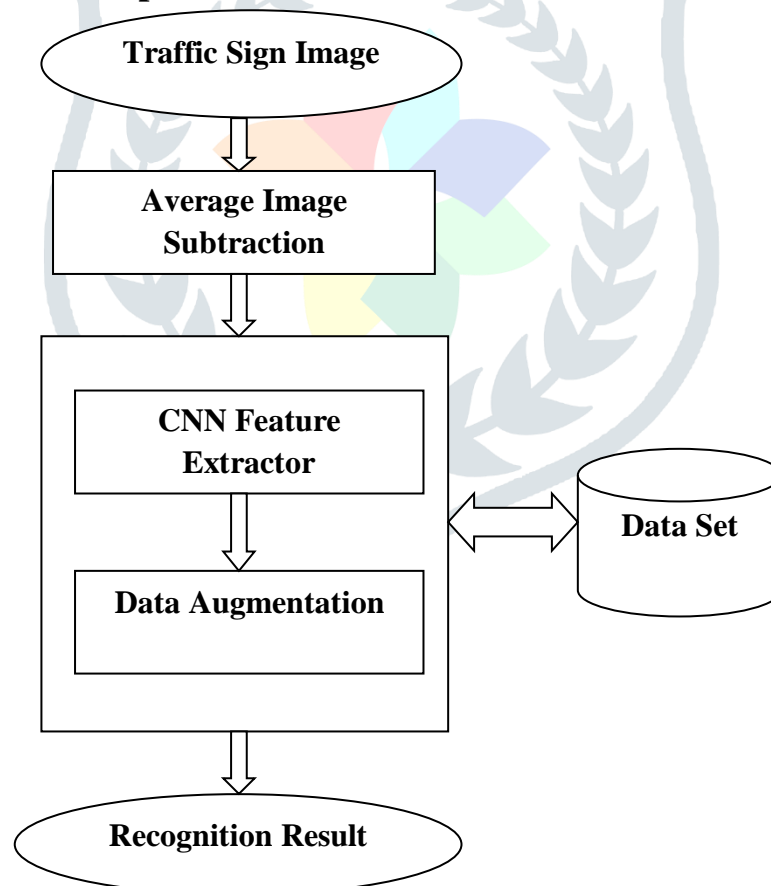 Traffic Sign Image
Average Image
Subtraction
CNN Feature
Extractor
Data Augmentation
Data Set
Recognition Result